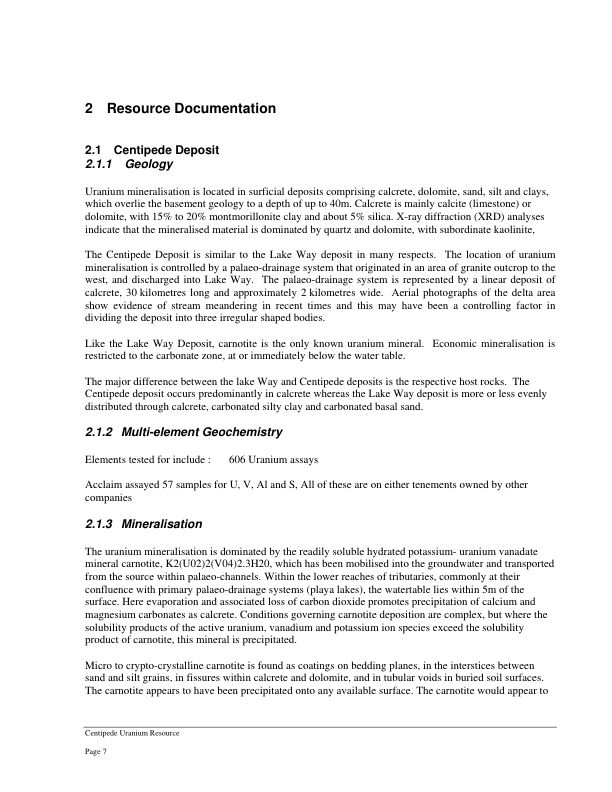 2 Resource Documentation
2.1 Centipede Deposit
2.1.1 Geology
Uranium mineralisation is located in surficial deposits comprising calcrete, dolomite, sand, silt and clays,
which overlie the basement geology to a depth of up to 40m. Calcrete is mainly calcite (limestone) or
dolomite, with 15% to 20% montmorillonite clay and about 5% silica. X-ray diffraction (XRD) analyses
indicate that the mineralised material is dominated by quartz and dolomite, with subordinate kaolinite,
The Centipede Deposit is similar to the Lake Way deposit in many respects. The location of uranium
mineralisation is controlled by a palaeo-drainage system that originated in an area of granite outcrop to the
west, and discharged into Lake Way. The palaeo-drainage system is represented by a linear deposit of
calcrete, 30 kilometres long and approximately 2 kilometres wide. Aerial photographs of the delta area
show evidence of stream meandering in recent times and this may have been a controlling factor in
dividing the deposit into three irregular shaped bodies.
Like the Lake Way Deposit, carnotite is the only known uranium mineral. Economic mineralisation is
restricted to the carbonate zone, at or immediately below the water table.
The major difference between the lake Way and Centipede deposits is the respective host rocks. The
Centipede deposit occurs predominantly in calcrete whereas the Lake Way deposit is more or less evenly
distributed through calcrete, carbonated silty clay and carbonated basal sand.
2.1.2 Multi-element Geochemistry
Elements tested for include : 606 Uranium assays
Acclaim assayed 57 samples for U, V, Al and S, All of these are on either tenements owned by other
companies
2.1.3 Mineralisation
The uranium mineralisation is dominated by the readily soluble hydrated potassium- uranium vanadate
mineral carnotite, K2(U02)2(V04)2.3H20, which has been mobilised into the groundwater and transported
from the source within palaeo-channels. Within the lower reaches of tributaries, commonly at their
confluence with primary palaeo-drainage systems (playa lakes), the watertable lies within 5m of the
surface. Here evaporation and associated loss of carbon dioxide promotes precipitation of calcium and
magnesium carbonates as calcrete. Conditions governing carnotite deposition are complex, but where the
solubility products of the active uranium, vanadium and potassium ion species exceed the solubility
product of carnotite, this mineral is precipitated.
Micro to crypto-crystalline carnotite is found as coatings on bedding planes, in the interstices between
sand and silt grains, in fissures within calcrete and dolomite, and in tubular voids in buried soil surfaces.
The carnotite appears to have been precipitated onto any available surface. The carnotite would appear to
Centipede Uranium Resource
Page 7